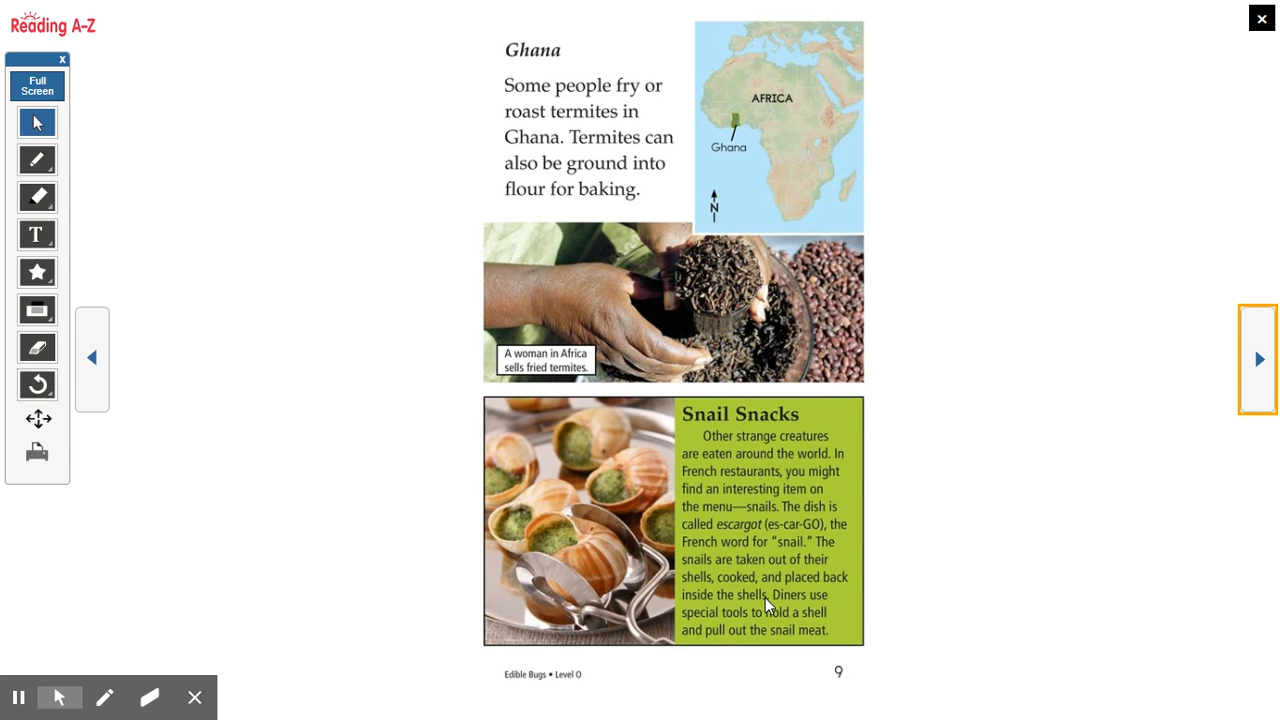 Reading A-Z
x
Full
Screen
T
Ghana
Some people fry or
roast termites in
Ghana. Termites can
also be ground into
flour for baking.
AFRICA
Ghana
N
A woman in Africa
sells fried termites.
Snail Snacks
Other strange creatures
are eaten around the world. In
French restaurants, you might
find an interesting item on
the menu—snails. The dish is
called escargot (es-car-GO), the
French word for “snail.” The
snails are taken out of their
shells, cooked, and placed back
inside the shells. Diners use
special tools to hold a shell
and pull out the snail meat.
Edible Bugs • Level O
9